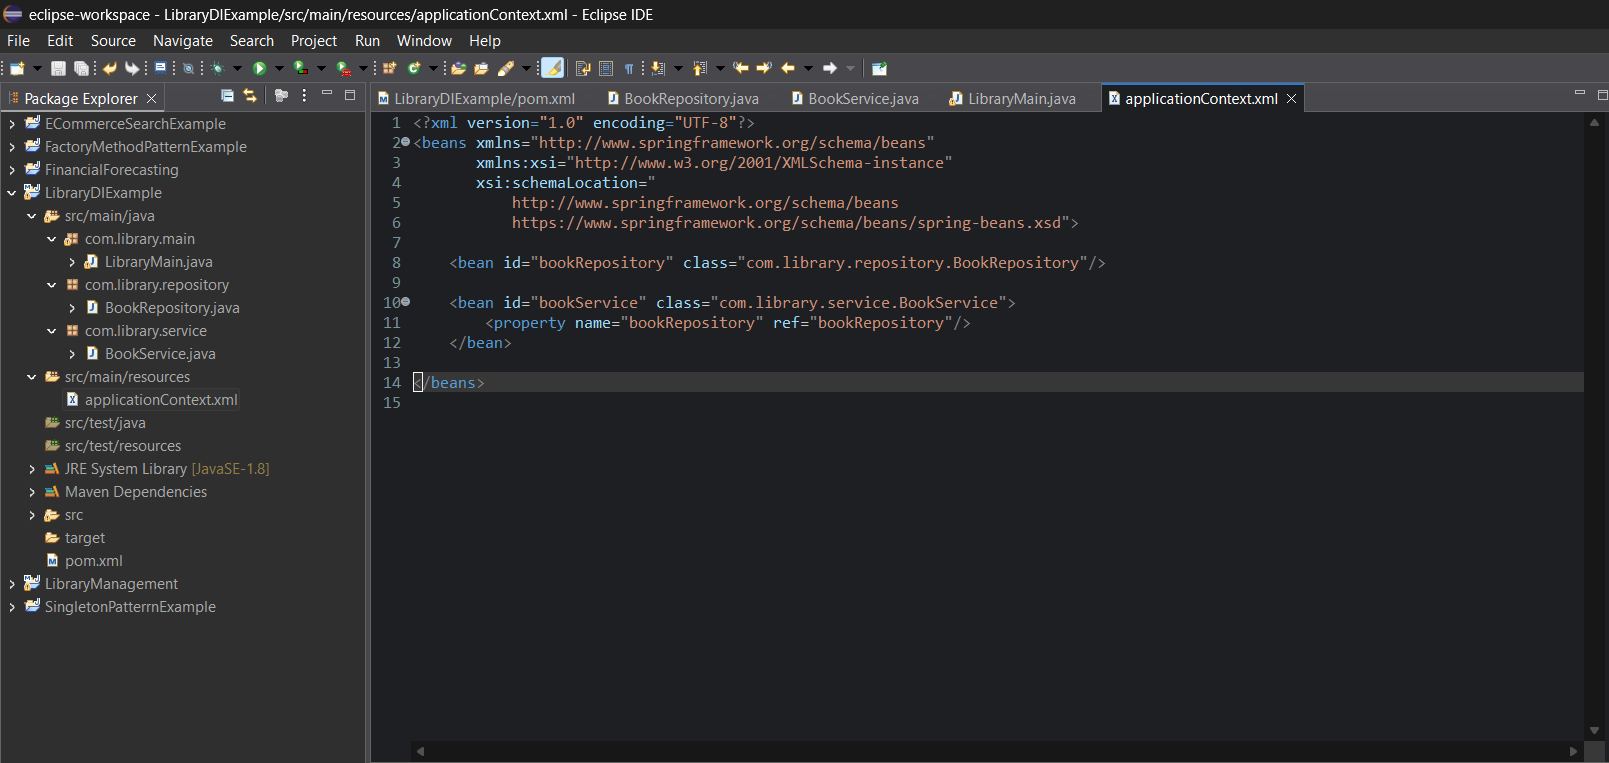 eclipse-workspace - LibraryDIExample/src/main/resources/applicationContext.xml - Eclipse IDE
File Edit Source Navigate Search Project Run Window Help
Package Explorer
ECommerceSearchExample
FactoryMethodPatternExample
FinancialForecasting
LibraryDIExample
src/main/java
com.library.main
LibraryMain.java
com.library.repository
BookRepository.java
com.library.service
BookService.java
src/main/resources
applicationContext.xml
src/test/java
src/test/resources
JRE System Library [JavaSE-1.8]
Maven Dependencies
src
target
pom.xml
LibraryManagement
SingletonPatterrnExample
LibraryDIExample/pom.xml BookRepository.java BookService.java LibraryMain.java applicationContext.xml
1 <?xml version="1.0" encoding="UTF-8"?>
2 <beans xmlns="http://www.springframework.org/schema/beans"
3 xmlns:xsi="http://www.w3.org/2001/XMLSchema-instance"
4 xsi:schemaLocation="
5 http://www.springframework.org/schema/beans
6 https://www.springframework.org/schema/beans/spring-beans.xsd">
7
8 <bean id="bookRepository" class="com.library.repository.BookRepository"/>
9
10 <bean id="bookService" class="com.library.service.BookService">
11 <property name="bookRepository" ref="bookRepository"/>
12 </bean>
13
14 </beans>
15